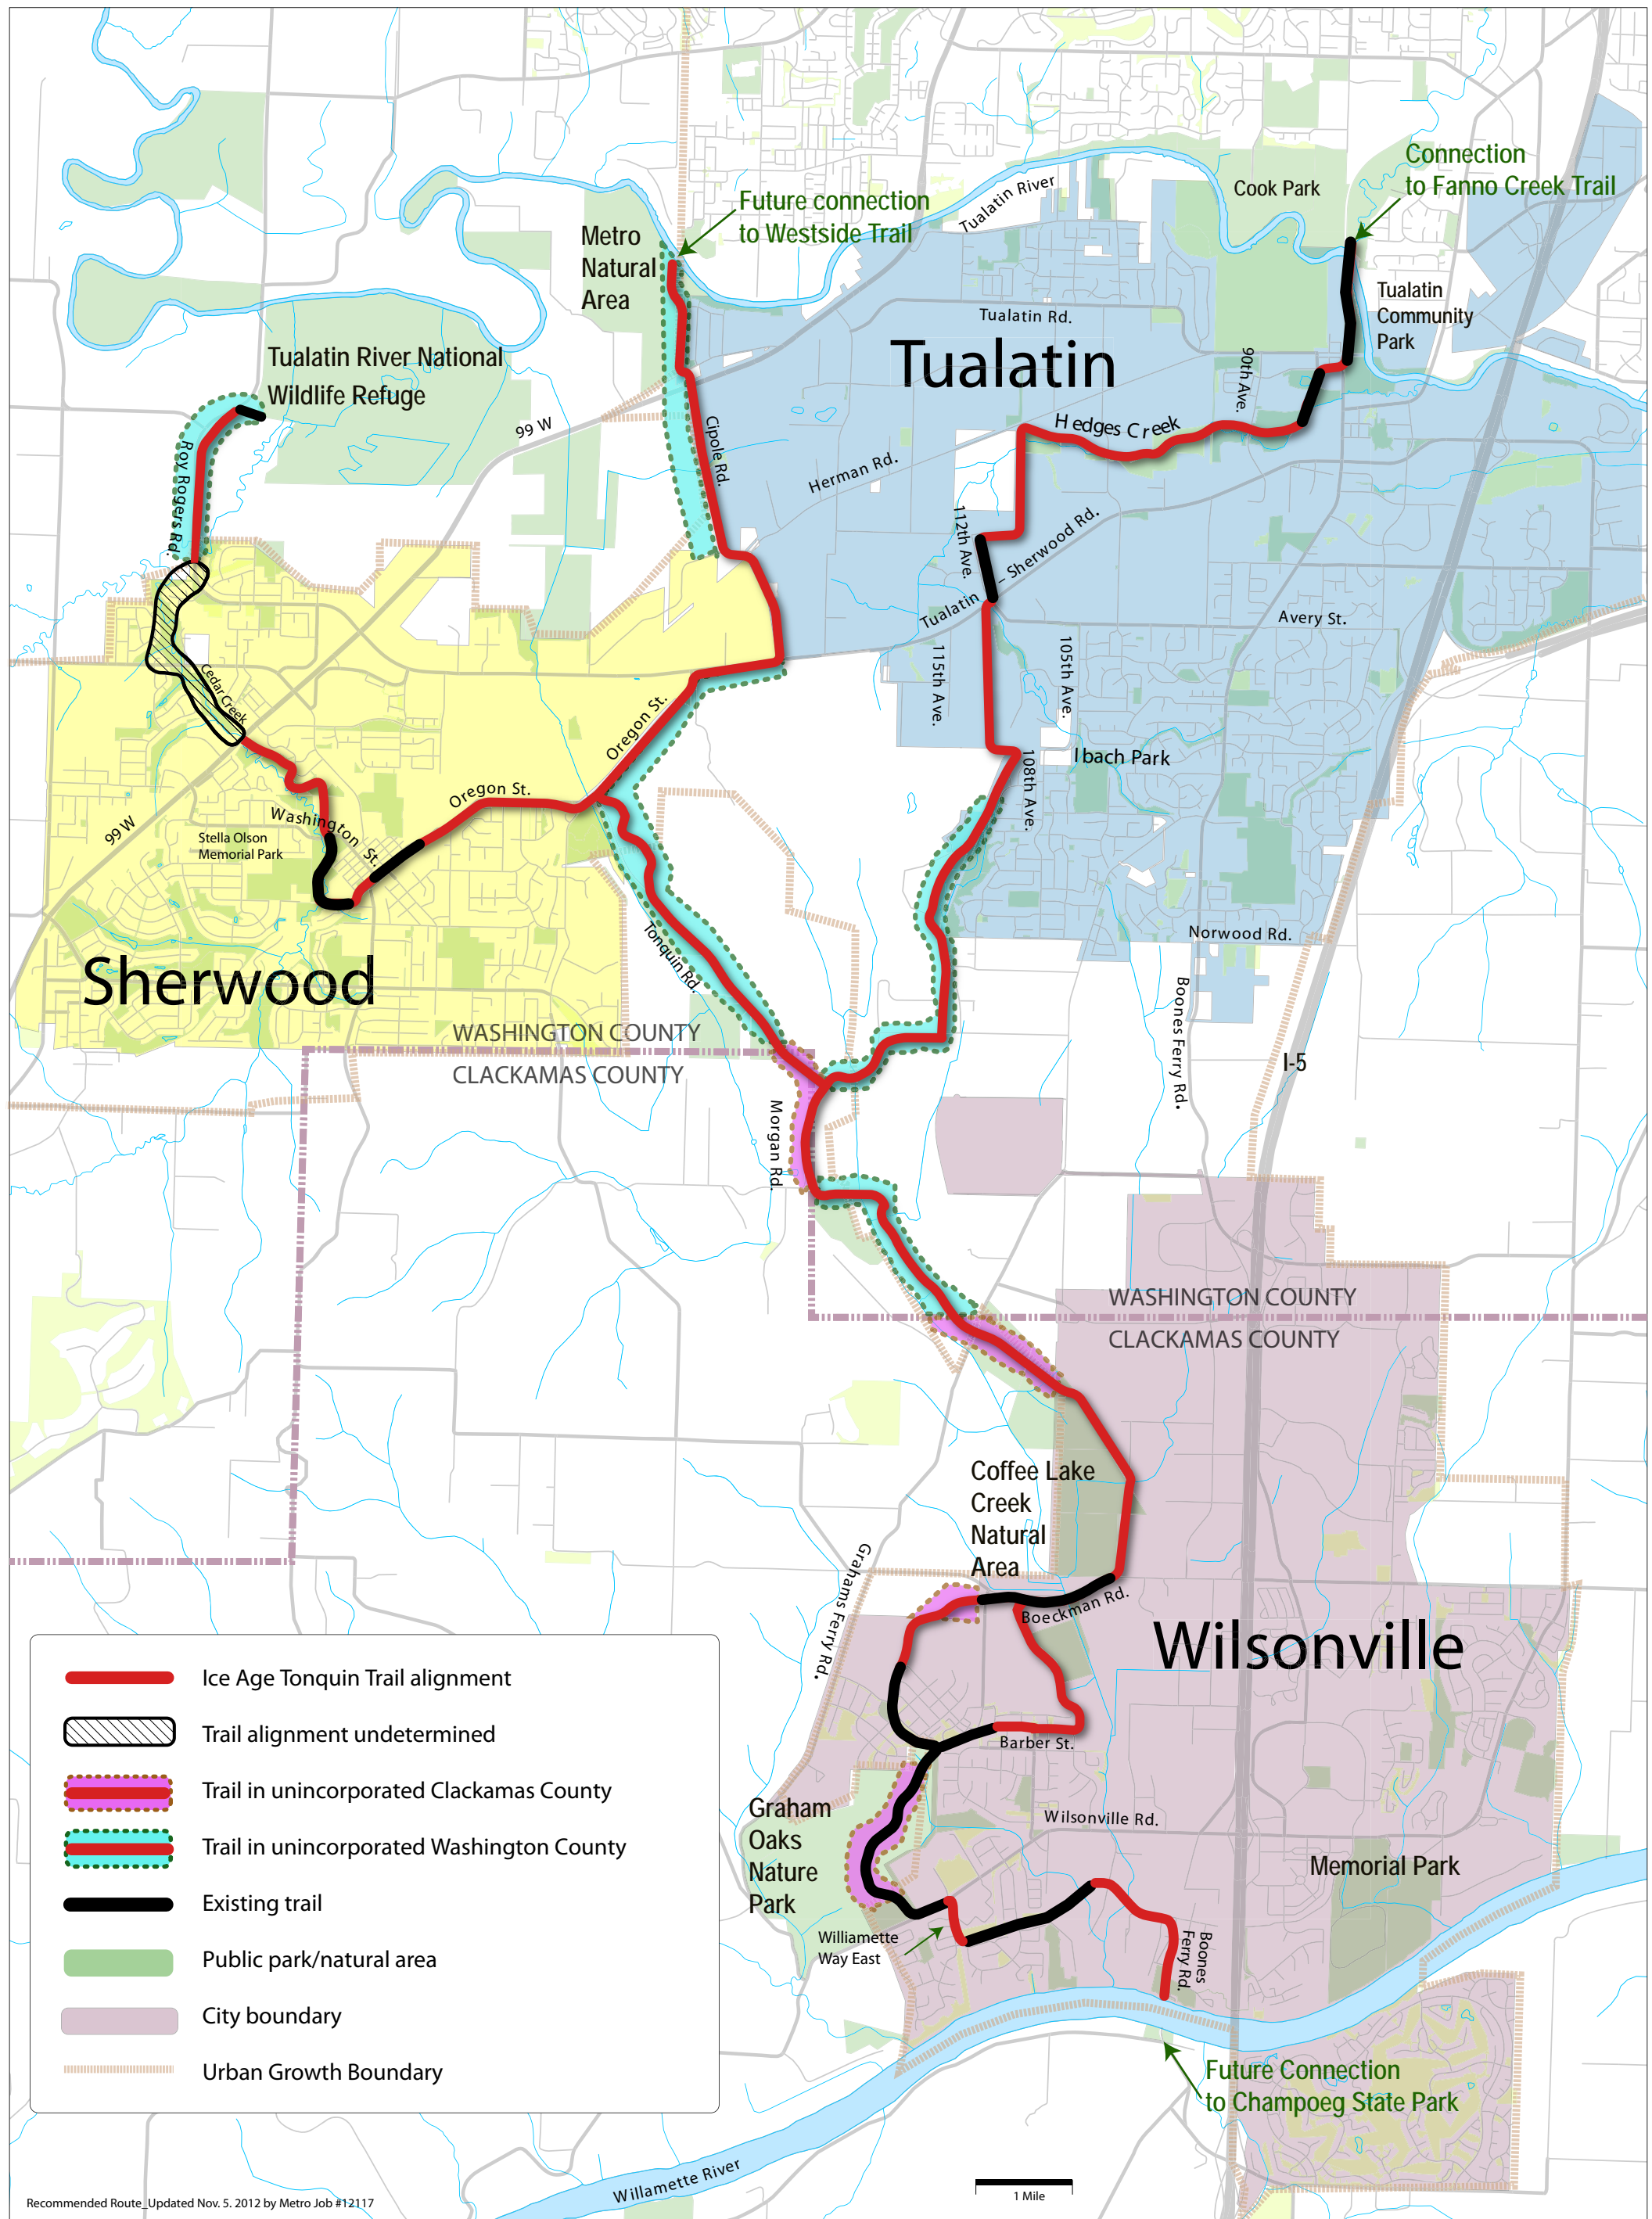 Connection
to Fanno Creek Trail
Cook Park
Future connection
to Westside Trail
Tualatin River
Metro
Natural
Area
Tualatin
Community
Park
Tualatin Rd.
Tualatin
90th Ave.
Tualatin River National
Wildlife Refuge
99 W
Hedges Creek
Cipole Rd.
Roy Rogers Rd.
Herman Rd.
112th Ave.
Tualatin – Sherwood Rd.
Avery St.
115th Ave.
105th Ave.
Cedar Creek
Oregon St.
Ibach Park
108th Ave.
Oregon St.
99 W
Washington St.
Stella Olson
Memorial Park
Tonquin Rd.
Norwood Rd.
Sherwood
Boones Ferry Rd.
WASHINGTON COUNTY
CLACKAMAS COUNTY
I-5
Morgan Rd.
WASHINGTON COUNTY
CLACKAMAS COUNTY
Coffee Lake
Creek
Natural
Area
Grahams Ferry Rd.
Boeckman Rd.
Wilsonville
Barber St.
Graham
Oaks
Nature
Park
Wilsonville Rd.
Memorial Park
Williamette
Way East
Boones
Ferry Rd.
Future Connection
to Champoeg State Park
Willamette River
1 Mile
Ice Age Tonquin Trail alignment
Trail alignment undetermined
Trail in unincorporated Clackamas County
Trail in unincorporated Washington County
Existing trail
Public park/natural area
City boundary
Urban Growth Boundary
Recommended Route_Updated Nov. 5. 2012 by Metro Job #12117